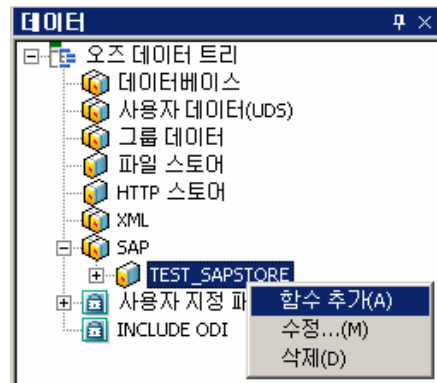 데이터
오즈 데이터 트리
데이터베이스
사용자 데이터(UDS)
그룹 데이터
파일 스토어
HTTP 스토어
XML
SAP
TEST_SAPSTORE
함수 추가(A)
사용자 지정 파
수정...(M)
INCLUDE ODI
삭제(D)